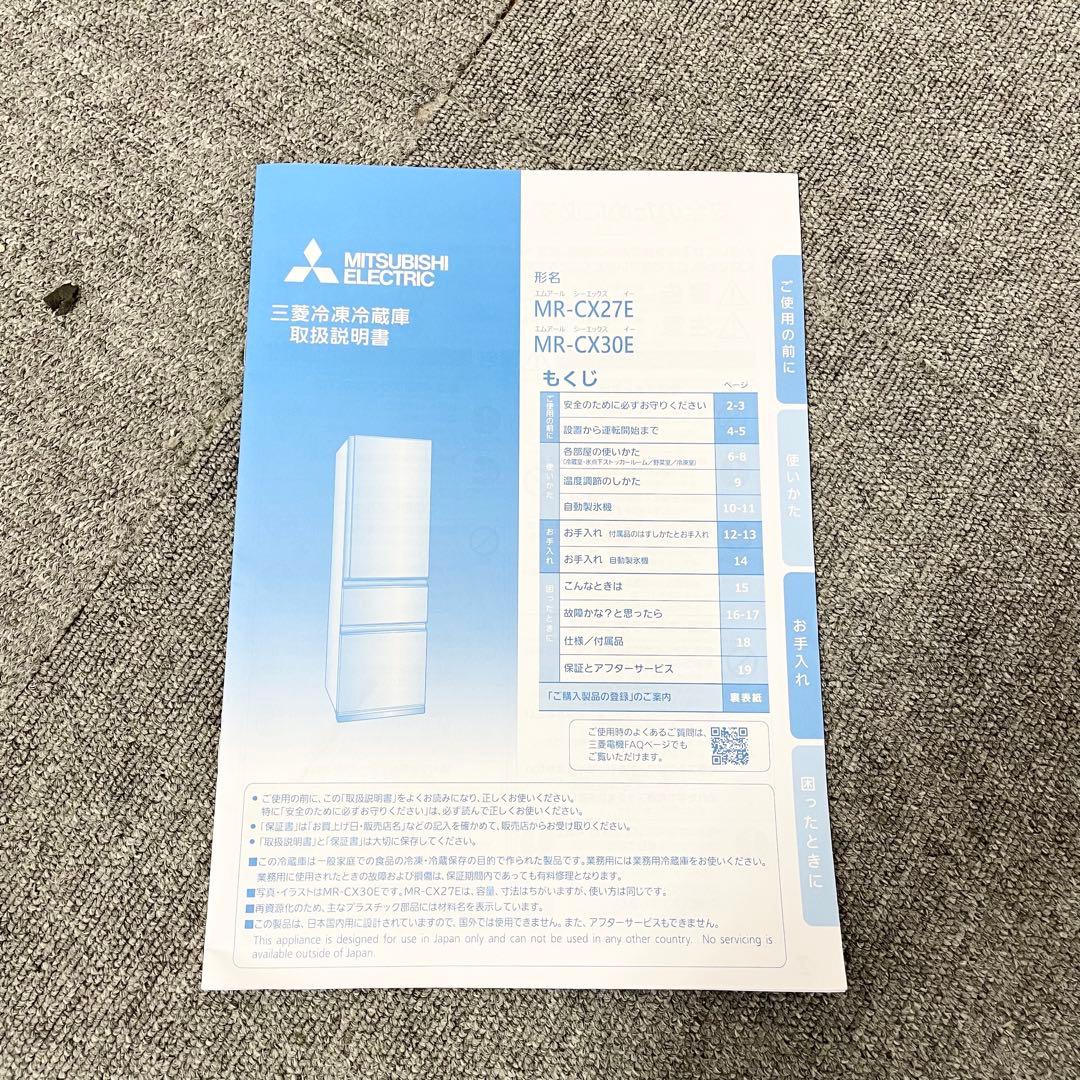 MITSUBISHI
ELECTRIC
三菱冷凍冷蔵庫
取扱説明書
形名
エムアール シーエックス イー
MR-CX27E
エムアール シーエックス イー
MR-CX30E
もくじ
ページ
ご使用の前に
安全のために必ずお守りください 2-3
設置から運転開始まで 4-5
使いかた
各部屋の使いかた 6-8
(冷蔵室・氷点下ストッカールーム/野菜室/冷凍室)
温度調節のしかた 9
自動製氷機 10-11
お手入れ
お手入れ 付属品のはずしかたとお手入れ 12-13
お手入れ 自動製氷機 14
困ったときに
こんなときは 15
故障かな?と思ったら 16-17
仕様/付属品 18
保証とアフターサービス 19
「ご購入製品の登録」のご案内 裏表紙
ご使用時のよくあるご質問は、
三菱電機FAQページでも
ご覧いただけます。
ご使用の前に
使いかた
お手入れ
困ったときに
● ご使用の前に、この「取扱説明書」をよくお読みになり、正しくお使いください。
特に「安全のために必ずお守りください」は、必ず読んで正しくお使いください。
● 「保証書」は「お買上げ日・販売店名」などの記入を確かめて、販売店からお受け取りください。
● 「取扱説明書」と「保証書」は大切に保存してください。
■この冷蔵庫は一般家庭での食品の冷凍・冷蔵保存の目的で作られた製品です。業務用には業務用冷蔵庫をお使いください。
業務用に使用されたときの故障および損傷は、保証期間内であっても有料修理となります。
■写真・イラストはMR-CX30Eです。MR-CX27Eは、容量、寸法はちがいますが、使い方は同じです。
■再資源化のため、主なプラスチック部品には材料名を表示しています。
■この製品は、日本国内用に設計されていますので、国外では使用できません。また、アフターサービスもできません。
This appliance is designed for use in Japan only and can not be used in any other country. No servicing is
available outside of Japan.